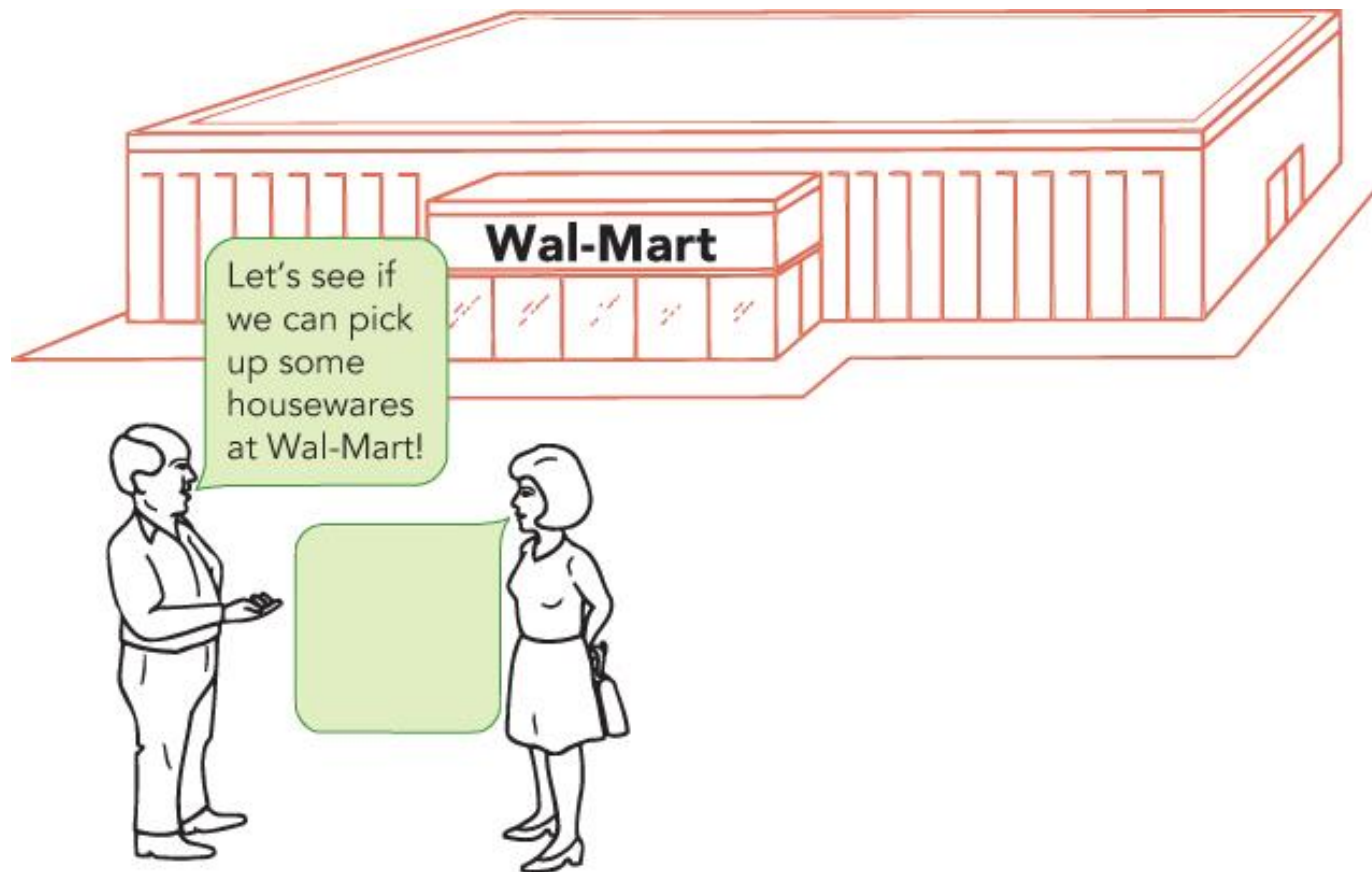 Wal-Mart
Let's see if
we can pick
up some
housewares
at Wal-Mart!